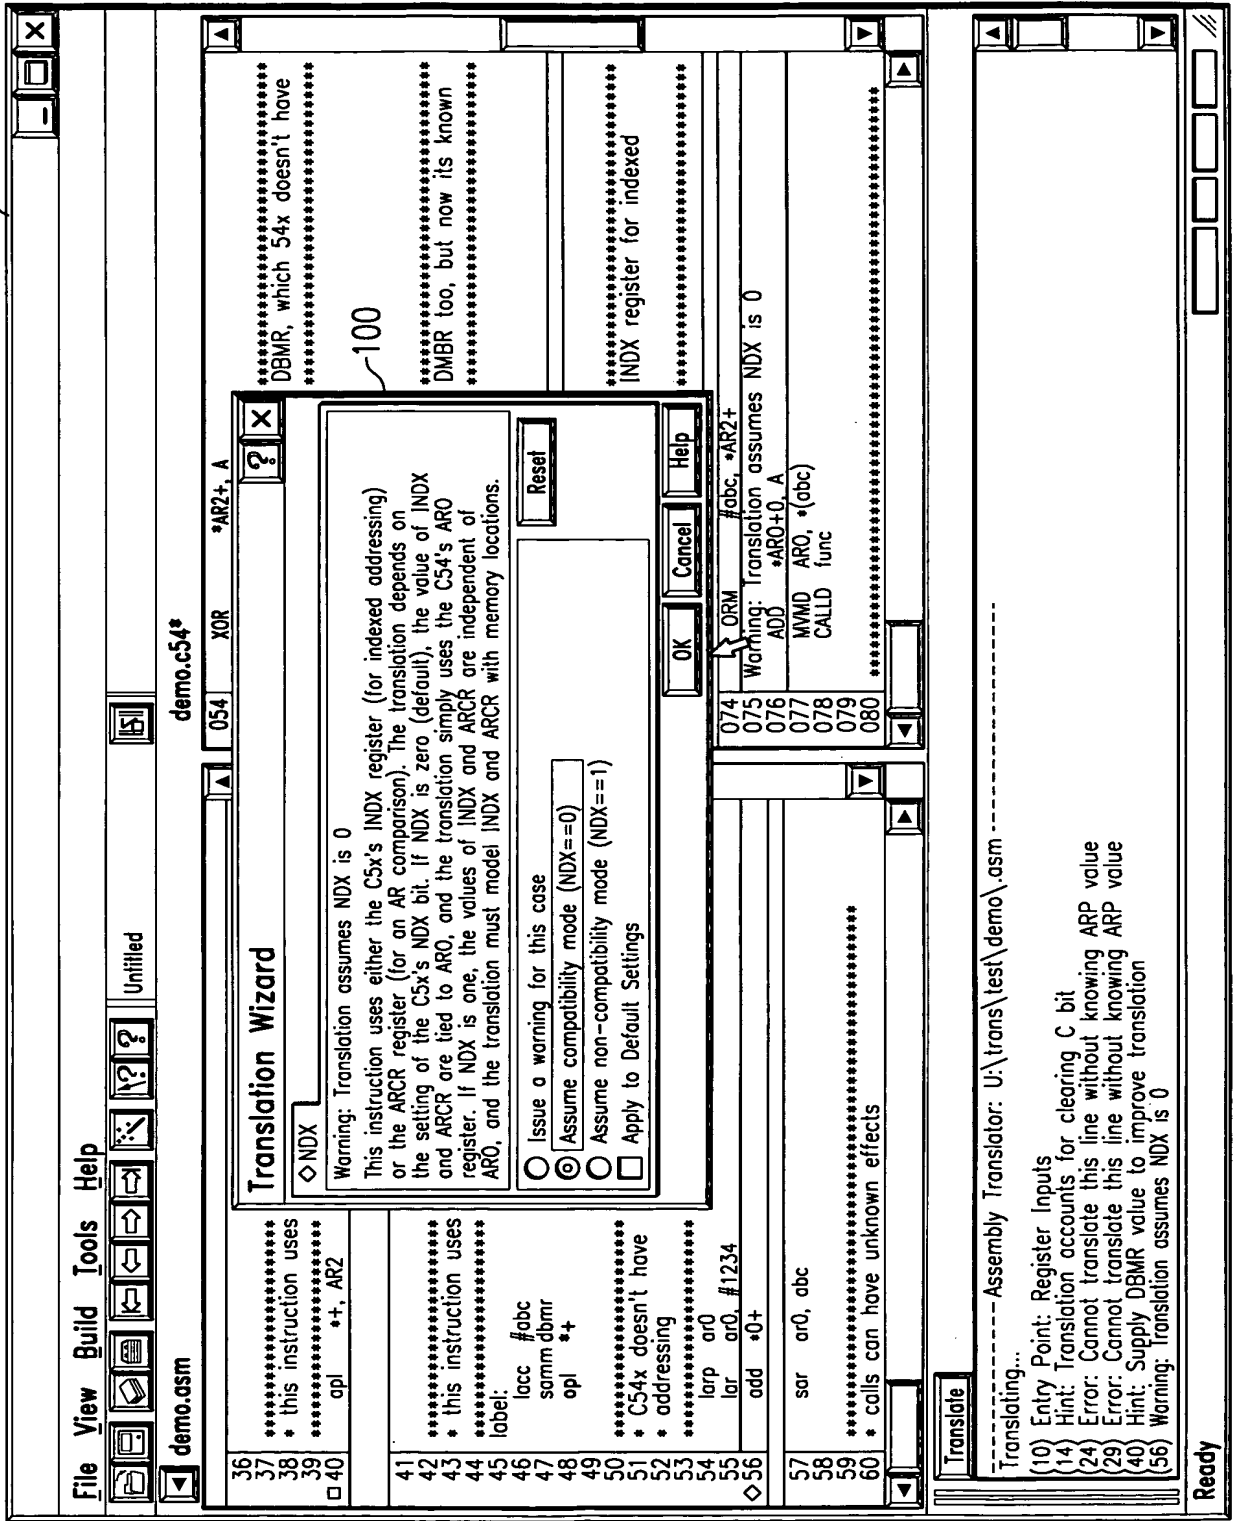 File View Build Tools Help
Untitled
demo.asm
demo.c54*
36
37 ******************************
38 * this instruction uses
39 ******************************
40 apl *+, AR2
41
42 ******************************
43 * this instruction uses
44 ******************************
45 label:
46 lacc #abc
47 samm dbmr
48 opl *+
49
50 ******************************
51 * C54x doesn't have
52 * addressing
53 ******************************
54 larp ar0
55 lar ar0, #1234
56 add *0+
57 sar ar0, abc
58
59 ******************************
60 * calls can have unknown effects
054 XOR *AR2+, A
******************************
DBMR, which 54x doesn't have
******************************
******************************
DMBR too, but now its known
******************************
******************************
INDX register for indexed
******************************
074 ORM #abc, *AR2+
075 Warning: Translation assumes NDX is 0
076 ADD *AR0+0, A
077 MVMD AR0, *(abc)
078 CALLD func
079
080 ******************************
100
Translation Wizard
? X
◇ NDX
Warning: Translation assumes NDX is 0
This instruction uses either the C5x's INDX register (for indexed addressing)
or the ARCR register (for an AR comparison). The translation depends on
the setting of the C5x's NDX bit. If NDX is zero (default), the value of INDX
and ARCR are tied to AR0, and the translation simply uses the C54's AR0
register. If NDX is one, the values of INDX and ARCR are independent of
AR0, and the translation must model INDX and ARCR with memory locations.
Issue a warning for this case
Assume compatibility mode (NDX==0)
Assume non-compatibility mode (NDX==1)
Apply to Default Settings
Reset
OK Cancel Help
Translate
--------------Assembly Translator: U:\trans\test\demo\.asm --------------
Translating...
(10) Entry Point: Register Inputs
(14) Hint: Translation accounts for clearing C bit
(24) Error: Cannot translate this line without knowing ARP value
(29) Error: Cannot translate this line without knowing ARP value
(40) Hint: Supply DBMR value to improve translation
(56) Warning: Translation assumes NDX is 0
Ready